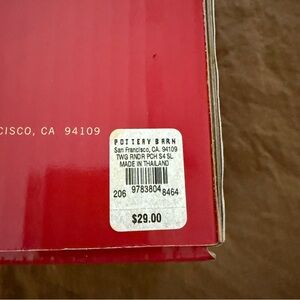 CISCO, CA 94109
POTTERY BARN
San Francisco, CA. 94109
TWG RNDR PCH S4 SL
MADE IN THAILAND
206 9783804 8464
$29.00